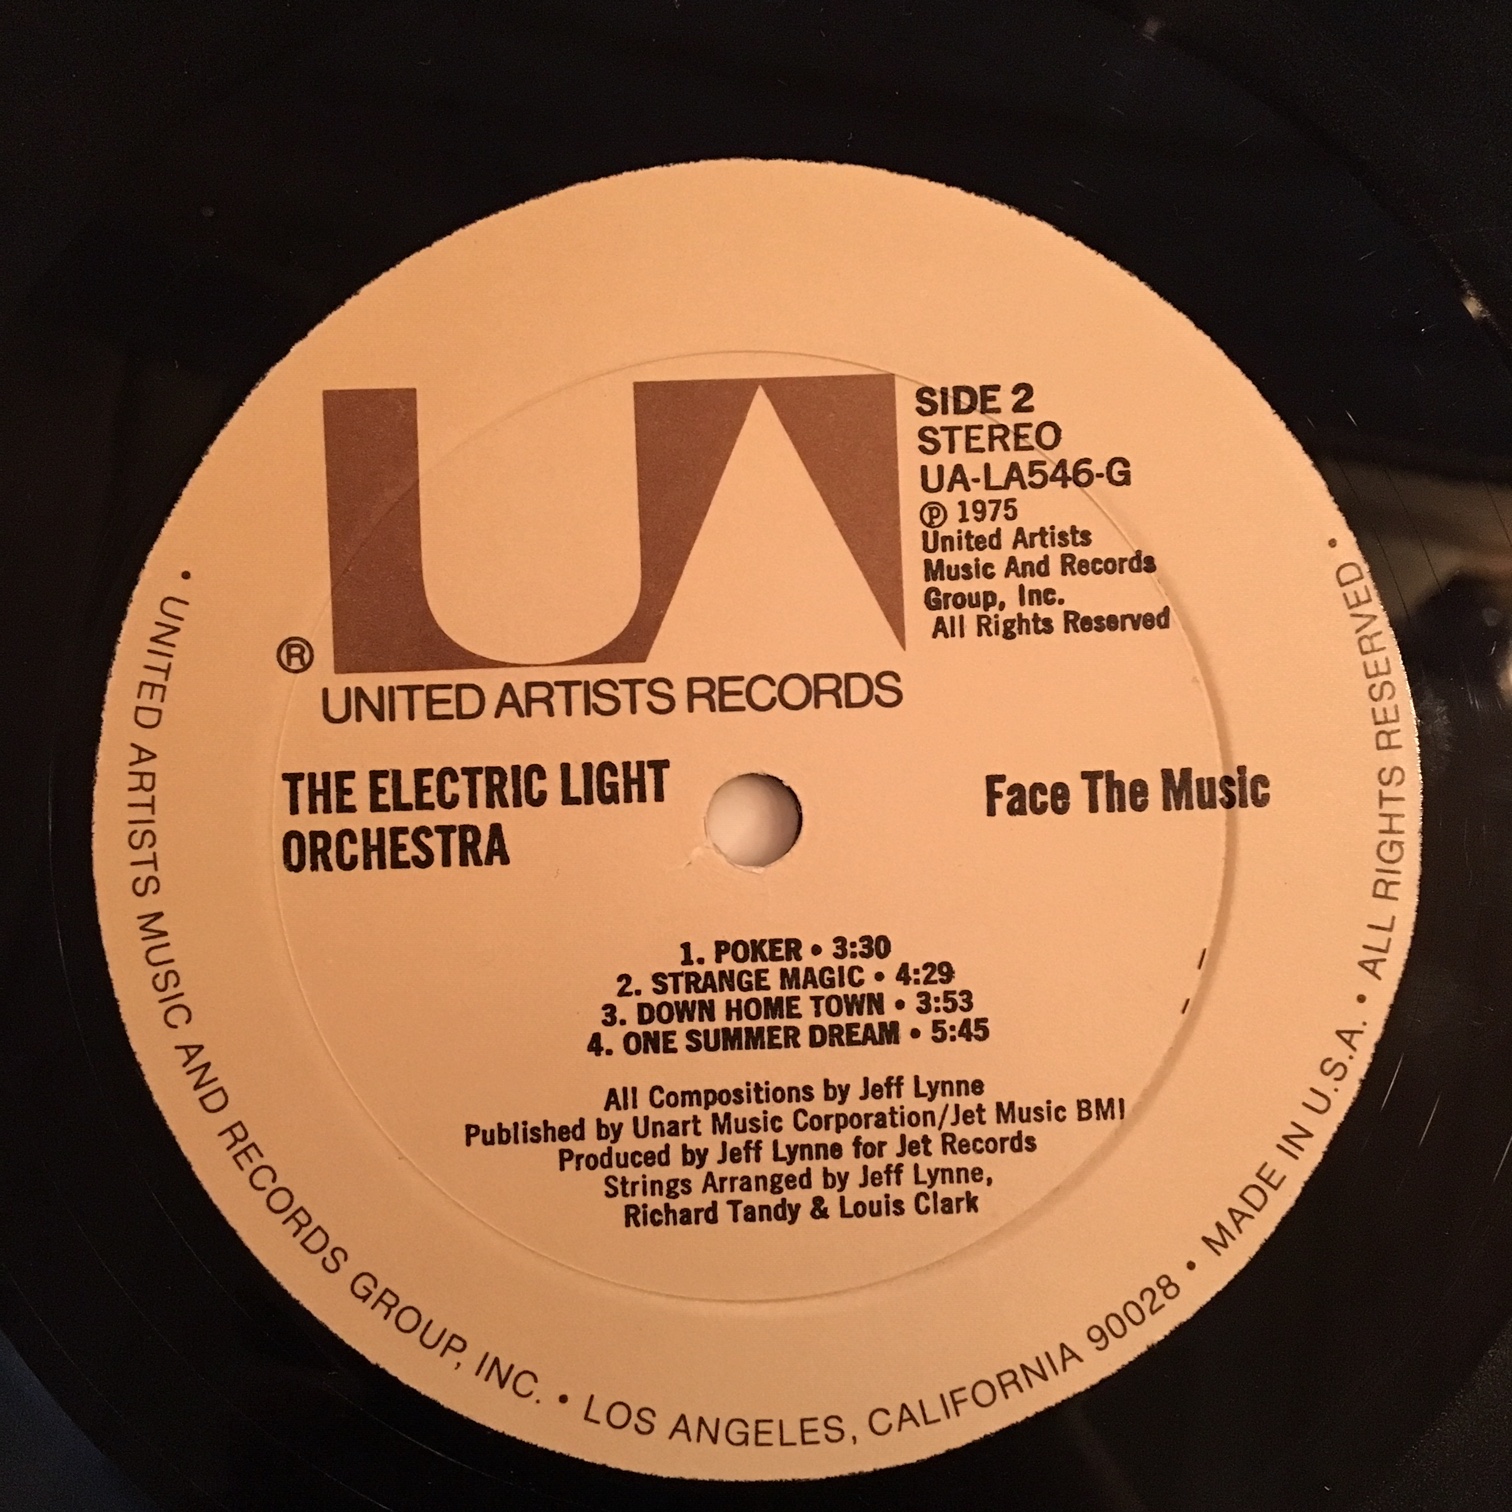 UA
SIDE 2
STEREO
UA-LA546-G
℗ 1975
United Artists
Music And Records
Group, Inc.
All Rights Reserved
®
UNITED ARTISTS RECORDS
THE ELECTRIC LIGHT
ORCHESTRA
Face The Music
1. POKER • 3:30
2. STRANGE MAGIC • 4:29
3. DOWN HOME TOWN • 3:53
4. ONE SUMMER DREAM • 5:45
All Compositions by Jeff Lynne
Published by Unart Music Corporation/Jet Music BMI
Produced by Jeff Lynne for Jet Records
Strings Arranged by Jeff Lynne,
Richard Tandy & Louis Clark
• UNITED ARTISTS MUSIC AND RECORDS GROUP, INC. • LOS ANGELES, CALIFORNIA 90028 • MADE IN U.S.A. • ALL RIGHTS RESERVED •